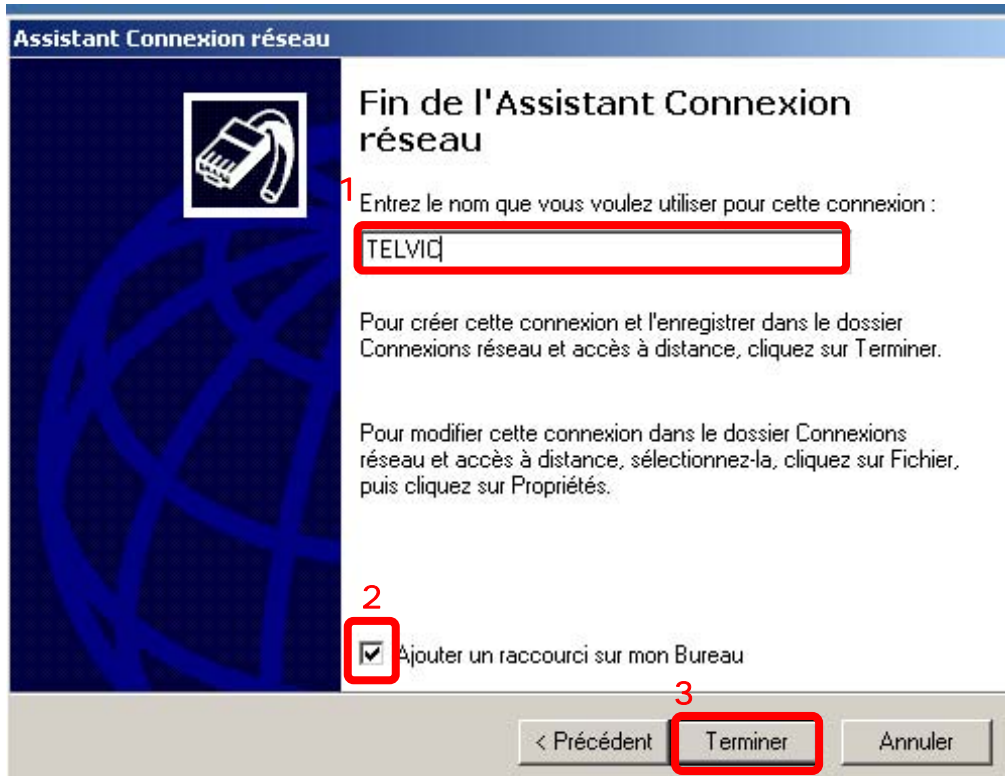 Assistant Connexion réseau
Fin de l'Assistant Connexion
réseau
1
Entrez le nom que vous voulez utiliser pour cette connexion :
TELVIC
Pour créer cette connexion et l'enregistrer dans le dossier
Connexions réseau et accès à distance, cliquez sur Terminer.
Pour modifier cette connexion dans le dossier Connexions
réseau et accès à distance, sélectionnez-la, cliquez sur Fichier,
puis cliquez sur Propriétés.
2
Ajouter un raccourci sur mon Bureau
3
< Précédent Terminer Annuler